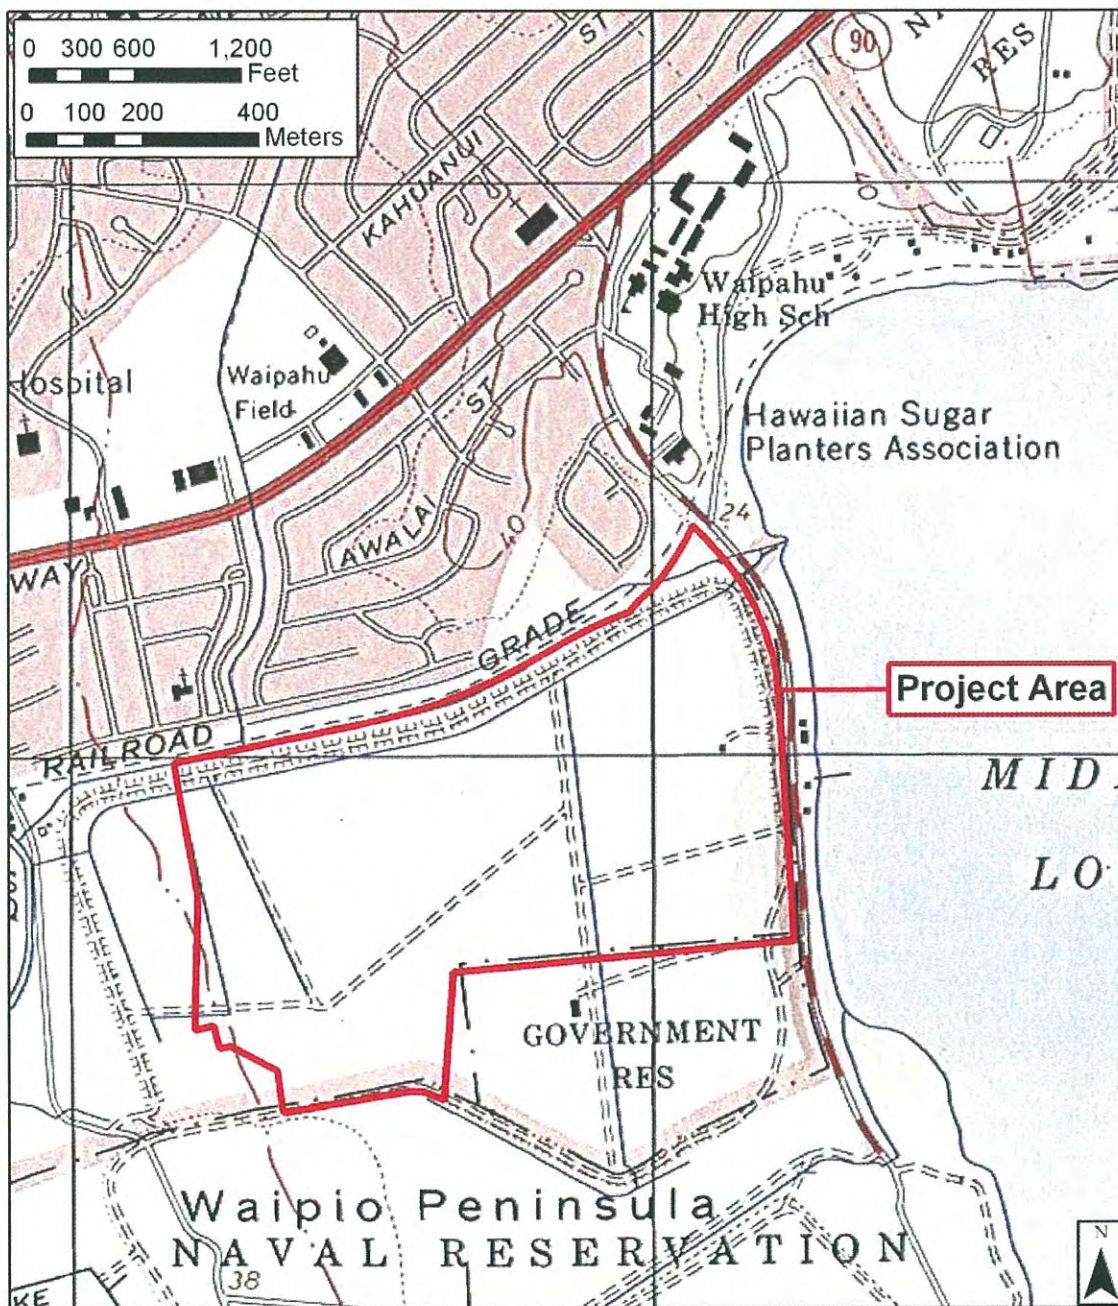 0 300 600 1,200
Feet
0 100 200 400
Meters
ST
90
RES
40
KAHUANUI
Waipahu
High Sch
Hospital
Waipahu
Field
ST
Hawaiian Sugar
Planters Association
24
AWALAI
40
WAY
GRADE
Project Area
RAILROAD
MID
LO
GOVERNMENT
RES
Waipio Peninsula
NAVAL RESERVATION
38
KE
N